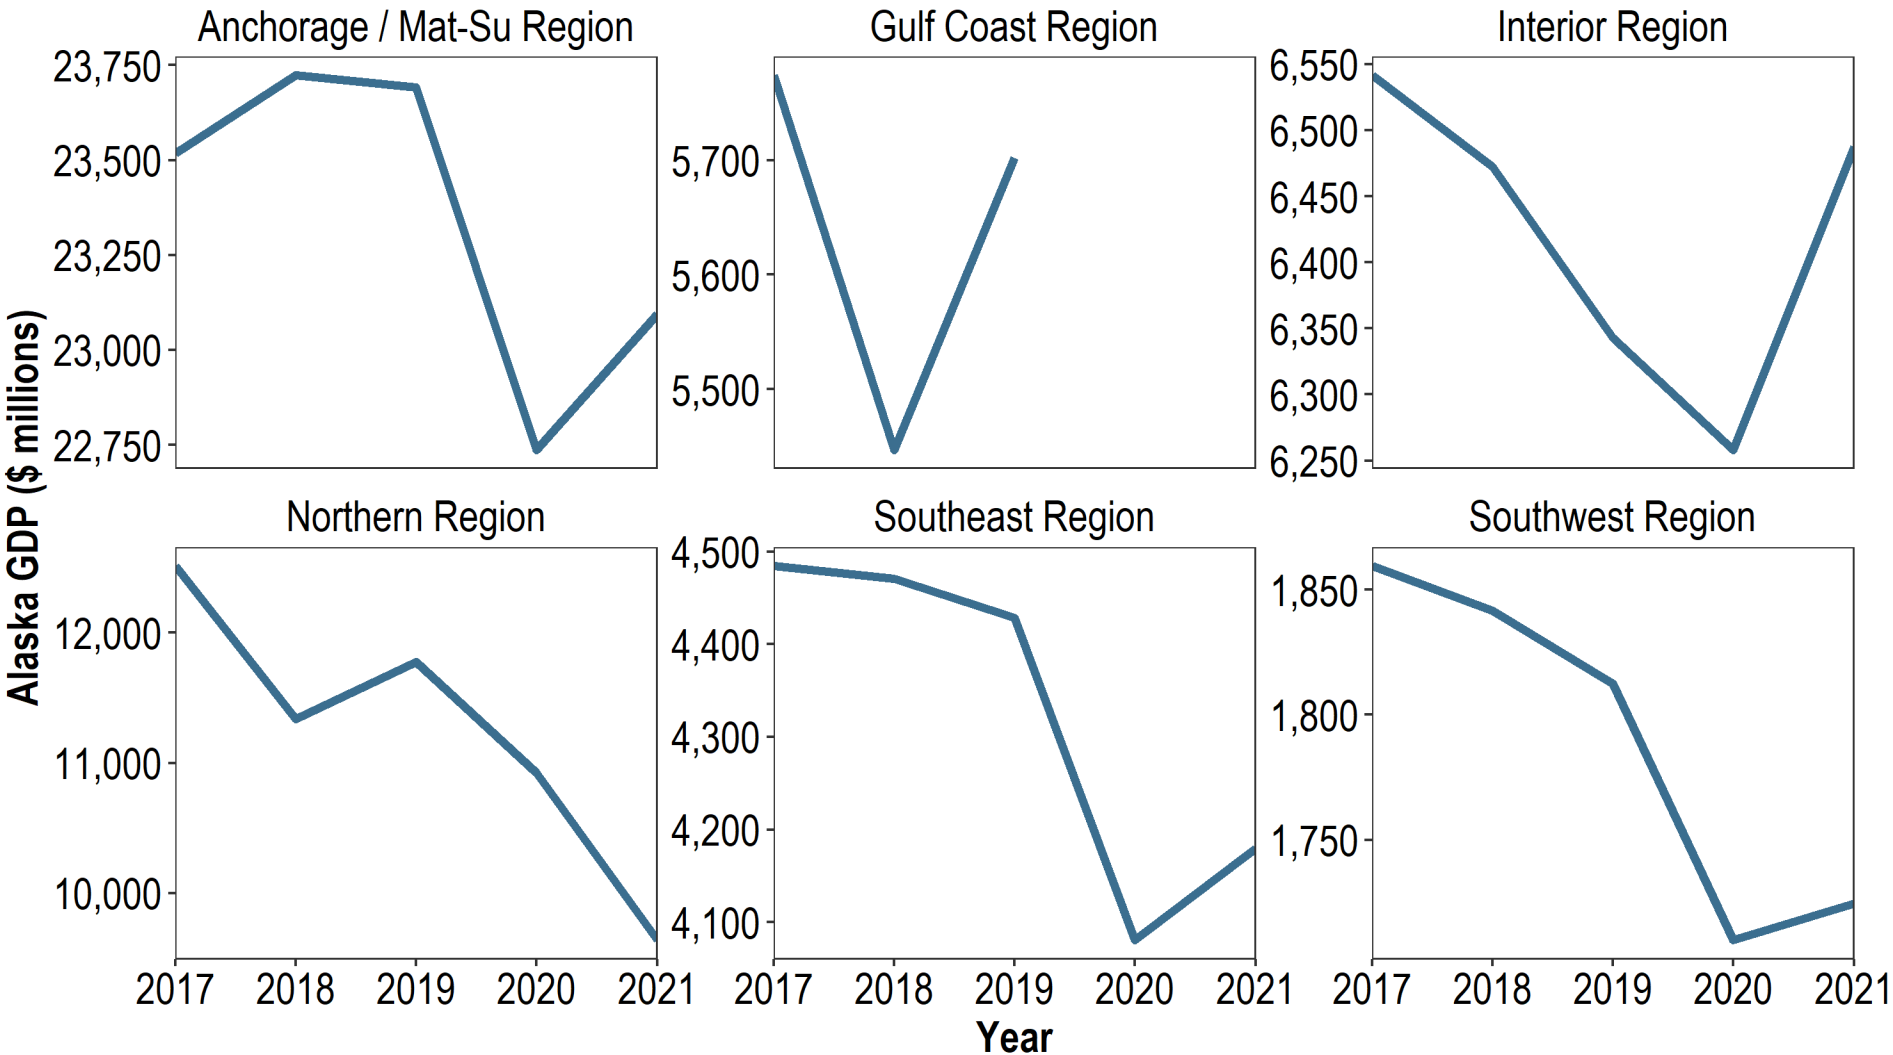 Anchorage / Mat-Su Region
Gulf Coast Region
Interior Region
23,750
23,500
23,250
23,000
22,750
5,700
5,600
5,500
6,550
6,500
6,450
6,400
6,350
6,300
6,250
Alaska GDP ($ millions)
Northern Region
Southeast Region
Southwest Region
12,000
11,000
10,000
4,500
4,400
4,300
4,200
4,100
1,850
1,800
1,750
2017 2018 2019 2020 2021
2017 2018 2019 2020 2021
2017 2018 2019 2020 2021
Year